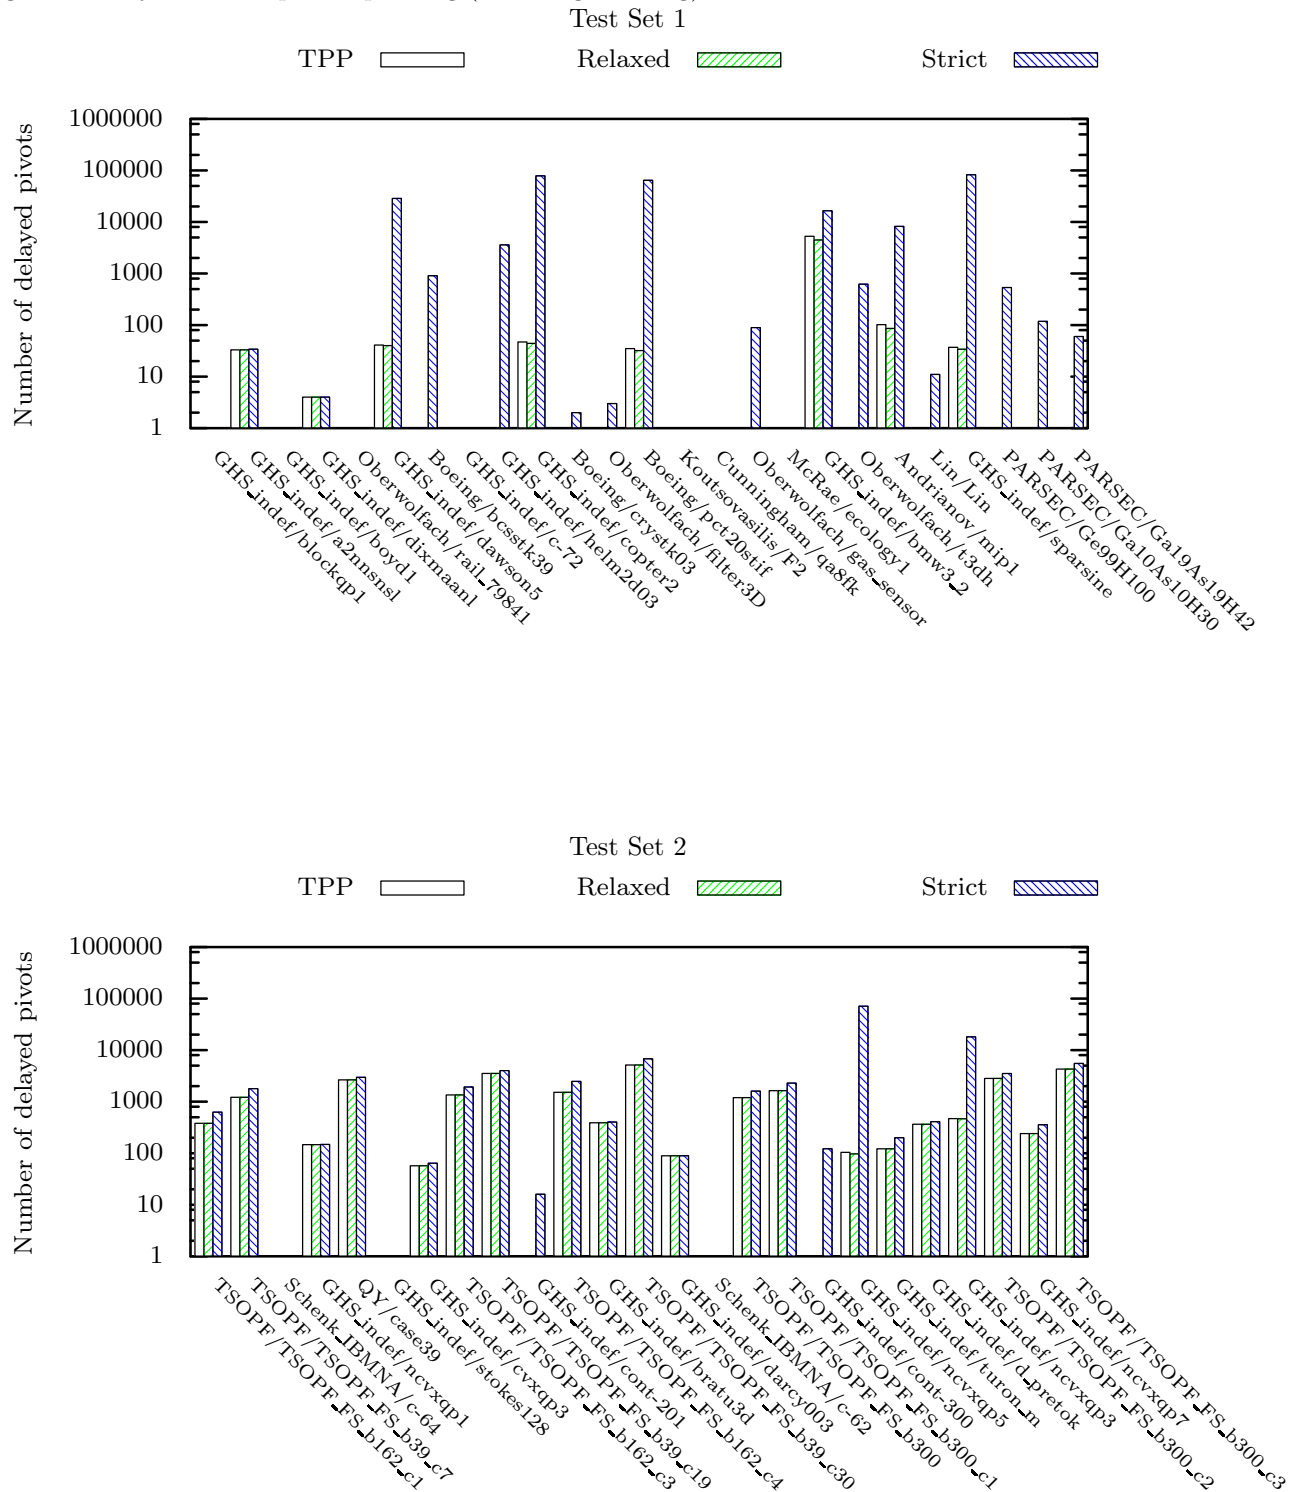 Test Set 1
TPP Relaxed Strict
Number of delayed pivots
1000000
100000
10000
1000
100
10
1
GHS_indef/blockqp1
GHS_indef/a2nnsnsl
GHS_indef/boyd1
GHS_indef/dixmaanl
Oberwolfach/rail_79841
GHS_indef/dawson5
Boeing/bcsstk39
GHS_indef/c-72
GHS_indef/helm2d03
GHS_indef/copter2
Boeing/crystk03
Oberwolfach/filter3D
Boeing/pct20stif
Koutsovasilis/F2
Cunningham/qa8fk
Oberwolfach/gas_sensor
McRae/ecology1
GHS_indef/bmw3_2
Oberwolfach/t3dh
Andrianov/mip1
Lin/Lin
GHS_indef/sparsine
PARSEC/Ge99H100
PARSEC/Ga10As10H30
PARSEC/Ga19As19H42
Test Set 2
TPP Relaxed Strict
Number of delayed pivots
1000000
100000
10000
1000
100
10
1
TSOPF/TSOPF_FS_b162_c1
TSOPF/TSOPF_FS_b39_c7
Schenk_IBMNA/c-64
GHS_indef/ncvxqp1
QY/case39
GHS_indef/stokes128
GHS_indef/cvxqp3
TSOPF/TSOPF_FS_b162_c3
TSOPF/TSOPF_FS_b39_c19
GHS_indef/cont-201
TSOPF/TSOPF_FS_b162_c4
GHS_indef/bratu3d
TSOPF/TSOPF_FS_b39_c30
GHS_indef/darcy003
Schenk_IBMNA/c-62
TSOPF/TSOPF_FS_b300
TSOPF/TSOPF_FS_b300_c1
GHS_indef/cont-300
GHS_indef/ncvxqp5
GHS_indef/turon_m
GHS_indef/d_pretok
GHS_indef/ncvxqp3
TSOPF/TSOPF_FS_b300_c2
GHS_indef/ncvxqp7
TSOPF/TSOPF_FS_b300_c3